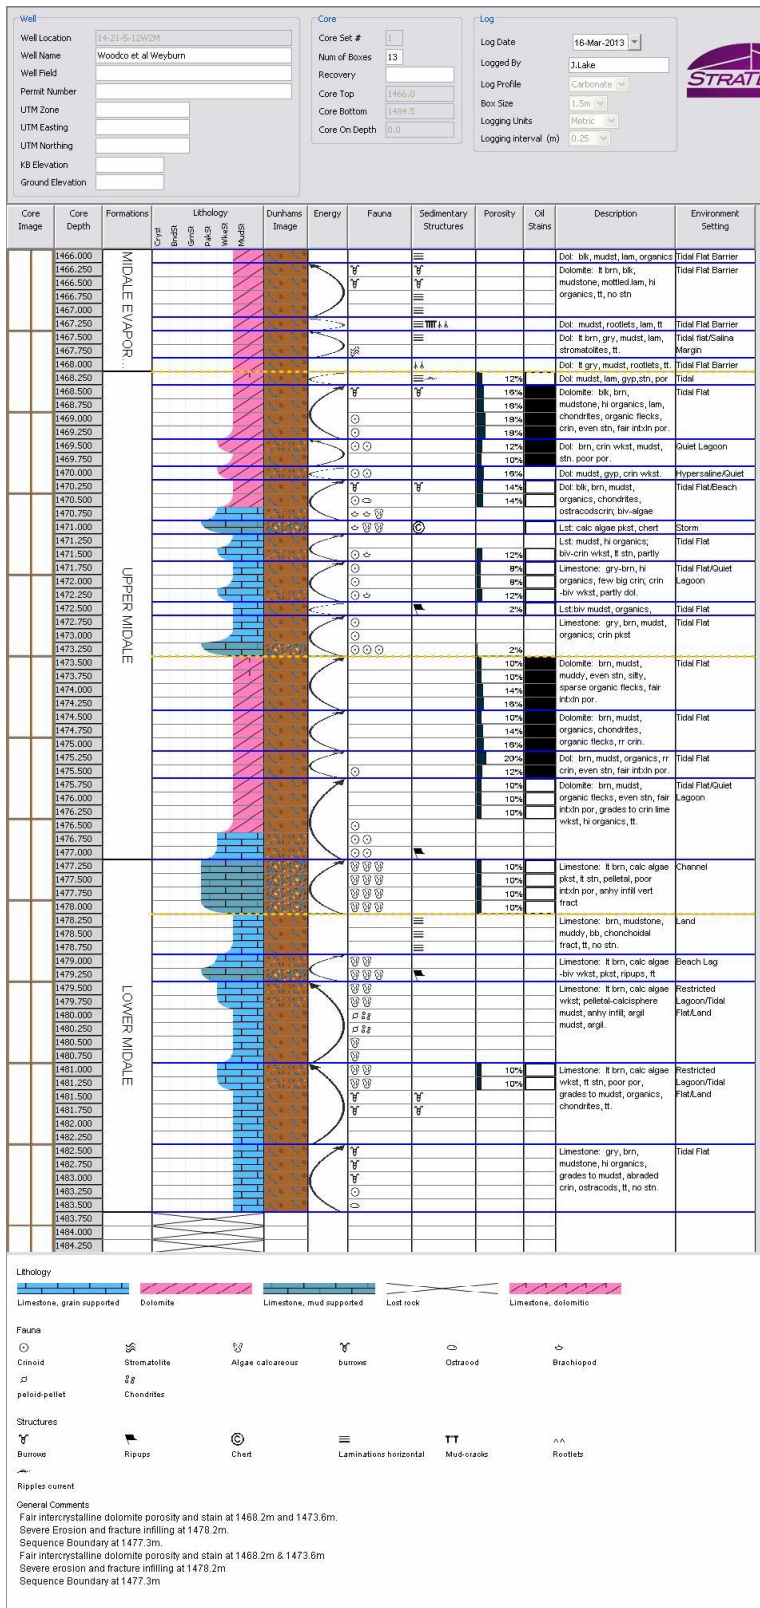 Well
Well Location 14-21-5-12W2M
Well Name Woodco et al Weyburn
Well Field
Permit Number
UTM Zone
UTM Easting
UTM Northing
KB Elevation
Ground Elevation
Core
Core Set # 1
Num of Boxes 13
Recovery
Core Top 1466.0
Core Bottom 1484.5
Core On Depth 0.0
Log
Log Date 16-Mar-2013
Logged By J.Lake
Log Profile Carbonate
Box Size 1.5m
Logging Units Metric
Logging interval (m) 0.25
STRAT
Core Image
Core Depth
Formations
Lithology
Cryst BndSt GrnSt PakSt WkeSt MudSt
Dunhams Image
Energy
Fauna
Sedimentary Structures
Porosity
Oil Stains
Description
Environment Setting
MIDALE EVAPOR...
UPPER MIDALE
LOWER MIDALE
1466.000
1466.250
1466.500
1466.750
1467.000
1467.250
1467.500
1467.750
1468.000
1468.250 12%
1468.500 16%
1468.750 16%
1469.000 18%
1469.250 18%
1469.500 12%
1469.750 10%
1470.000 16%
1470.250 14%
1470.500 14%
1470.750
1471.000
1471.250
1471.500 12%
1471.750 8%
1472.000 8%
1472.250 12%
1472.500 2%
1472.750
1473.000
1473.250 2%
1473.500 10%
1473.750 10%
1474.000 14%
1474.250 16%
1474.500 10%
1474.750 14%
1475.000 16%
1475.250 20%
1475.500 12%
1475.750 10%
1476.000 10%
1476.250 10%
1476.500
1476.750
1477.000
1477.250 10%
1477.500 10%
1477.750 10%
1478.000 10%
1478.250
1478.500
1478.750
1479.000
1479.250
1479.500
1479.750
1480.000
1480.250
1480.500
1480.750
1481.000 10%
1481.250 10%
1481.500
1481.750
1482.000
1482.250
1482.500
1482.750
1483.000
1483.250
1483.500
1483.750
1484.000
1484.250
Dol: blk, mudst, lam, organics
Tidal Flat Barrier
Dolomite: lt brn, blk,
mudstone, mottled.lam, hi
organics, tt, no stn
Tidal Flat Barrier
Dol: mudst, rootlets, lam, tt
Tidal Flat Barrier
Dol: lt brn, gry, mudst, lam,
stromatolites, tt.
Tidal flat/Salina
Margin
Dol: lt gry, mudst, rootlets, tt.
Tidal Flat Barrier
Dol: mudst, lam, gyp,stn, por
Tidal
Dolomite: blk, brn,
mudstone, hi organics, lam,
chondrites, organic flecks,
crin, even stn, fair intxln por.
Tidal Flat
Dol: brn, crin wkst, mudst,
stn. poor por.
Quiet Lagoon
Dol: mudst, gyp, crin wkst.
Hypersaline/Quiet
Dol: blk, brn, mudst,
organics, chondrites,
ostracodscrin; biv-algae
Tidal Flat/Beach
Lst: calc algae pkst, chert
Storm
Lst: mudst, hi organics;
biv-crin wkst, lt stn, partly
Tidal Flat
Limestone: gry-brn, hi
organics, few big crin; crin
-biv wkst, partly dol.
Tidal Flat/Quiet
Lagoon
Lst:biv mudst, organics,
Tidal Flat
Limestone: gry, brn, mudst,
organics; crin pkst
Tidal Flat
Dolomite: brn, mudst,
muddy, even stn, silty,
sparse organic flecks, fair
intxln por.
Tidal Flat
Dolomite: brn, mudst,
organics, chondrites,
organic flecks, rr crin.
Tidal Flat
Dol: brn, mudst, organics, rr
crin, even stn, fair intxln por.
Tidal Flat
Dolomite: brn, mudst,
organic flecks, even stn, fair
intxln por, grades to crin lime
wkst, hi organics, tt.
Tidal Flat/Quiet
Lagoon
Limestone: lt brn, calc algae
pkst, lt stn, pelletal, poor
intxln por, anhy infill vert
fract
Channel
Limestone: brn, mudstone,
muddy, bb, chonchoidal
fract, tt, no stn.
Land
Limestone: lt brn, calc algae
-biv wkst, pkst, ripups, ft
Beach Lag
Limestone: lt brn, calc algae
wkst; pelletal-calcisphere
mudst, anhy infill; argil
mudst, argil.
Restricted
Lagoon/Tidal
Flat/Land
Limestone: lt brn, calc algae
wkst, tt stn, poor por,
grades to mudst, organics,
chondrites, tt.
Restricted
Lagoon/Tidal
Flat/Land
Limestone: gry, brn,
mudstone, hi organics,
grades to mudst, abraded
crin, ostracods, tt, no stn.
Tidal Flat
Lithology
Limestone, grain supported Dolomite Limestone, mud supported Lost rock Limestone, dolomitic
Fauna
Crinoid Stromatolite Algae calcareous burrows Ostracod Brachiopod
peloid-pellet Chondrites
Structures
Burrows Ripups Chert Laminations horizontal Mud-cracks Rootlets
Ripples current
General Comments
Fair intercrystalline dolomite porosity and stain at 1468.2m and 1473.6m.
Severe Erosion and fracture infilling at 1478.2m.
Sequence Boundary at 1477.3m.
Fair intercrystalline dolomite porosity and stain at 1468.2m & 1473.6m
Severe erosion and fracture infilling at 1478.2m
Sequence Boundary at 1477.3m